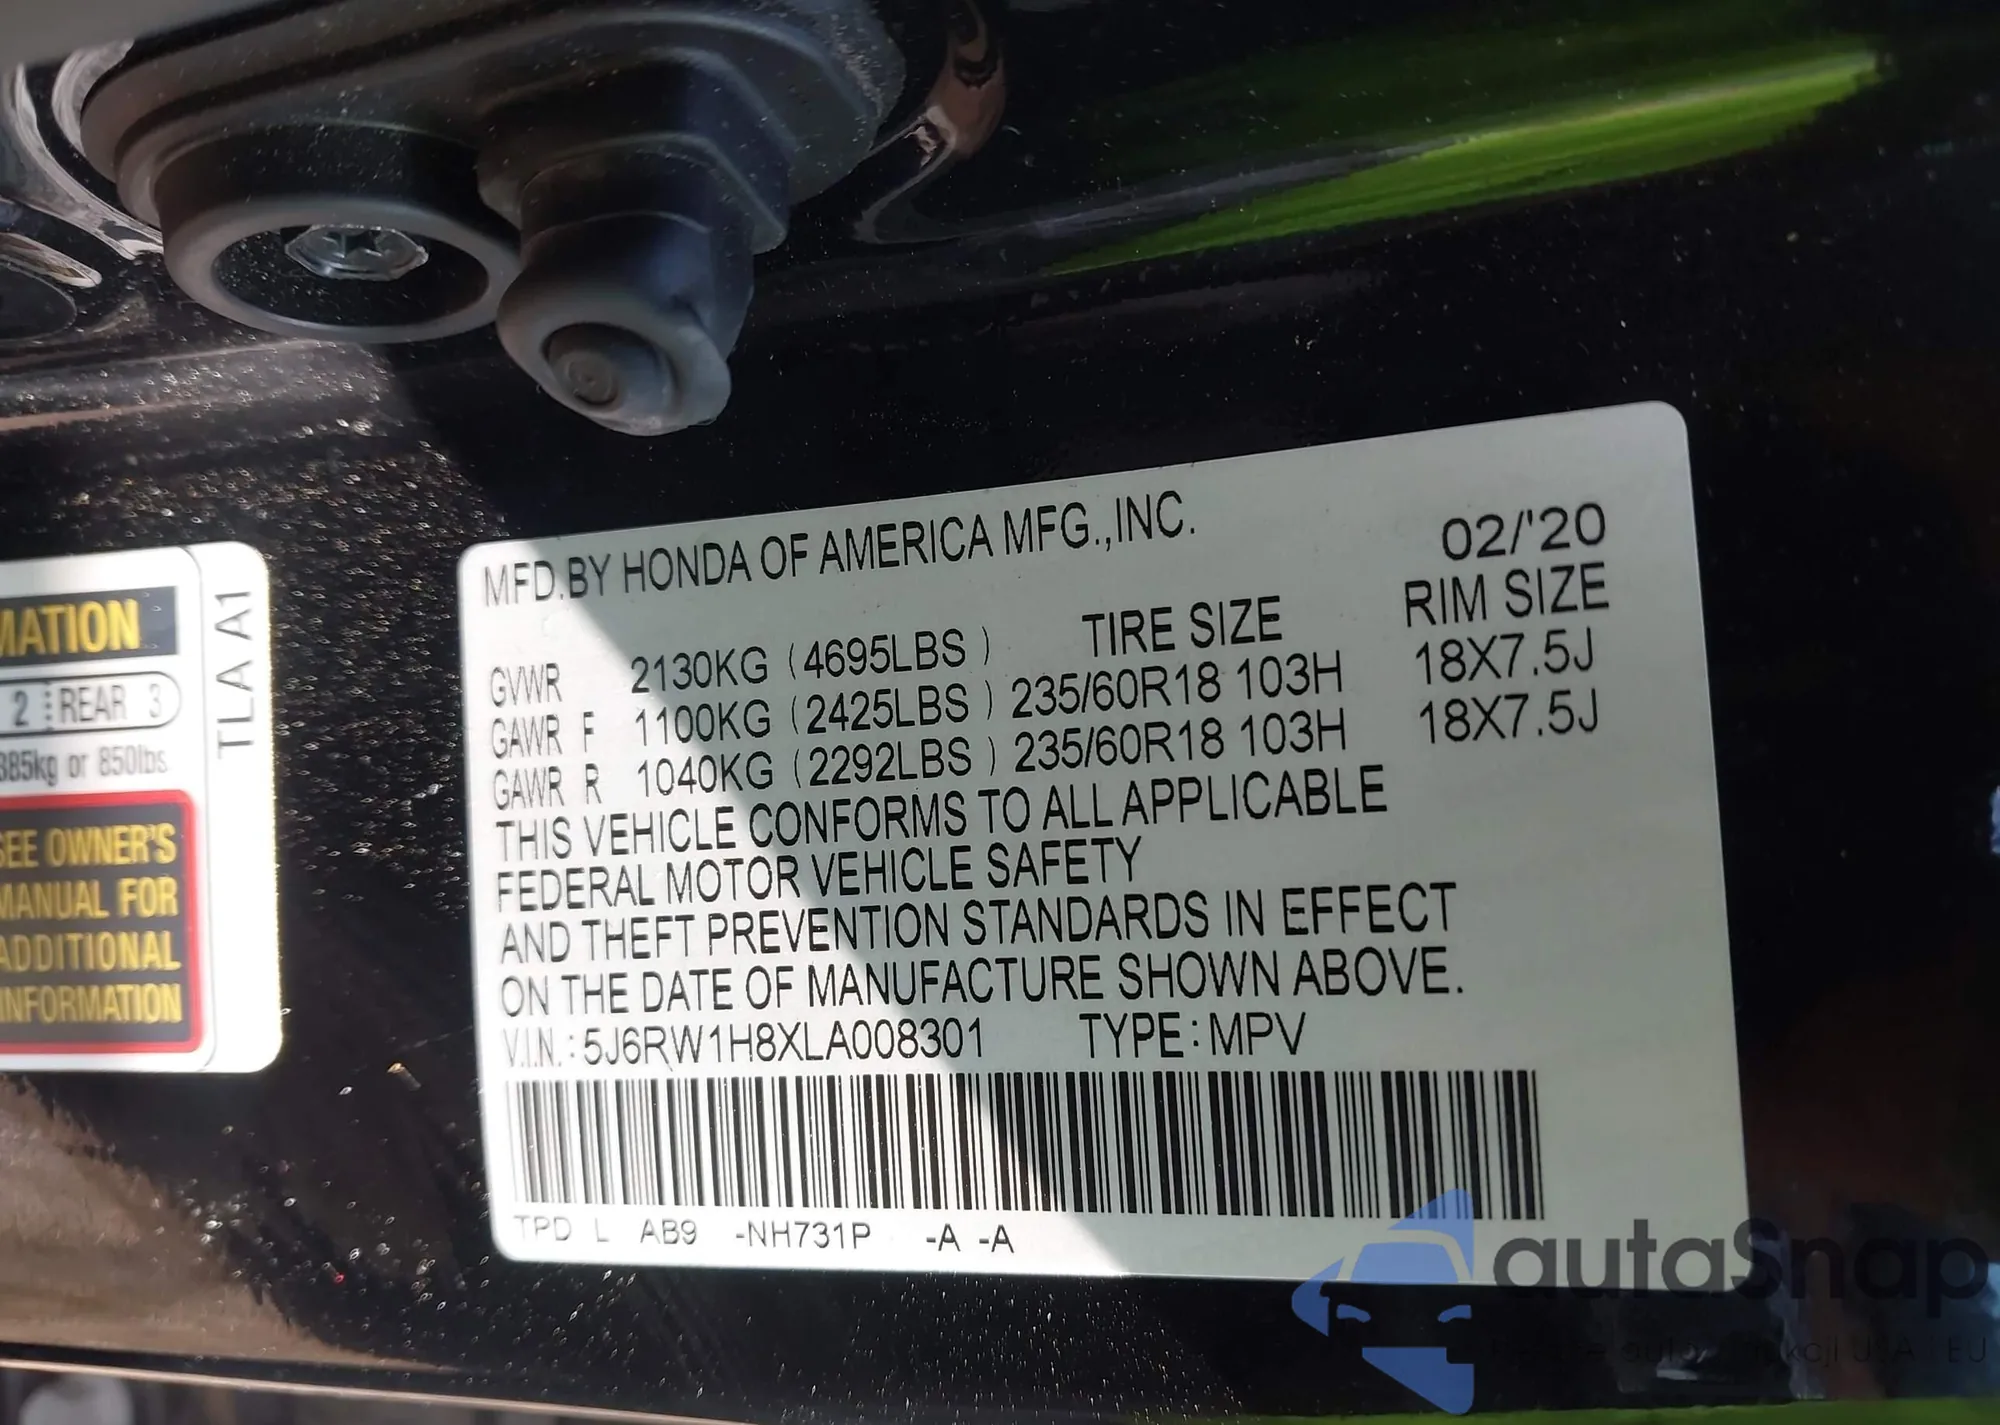 MATION
2 REAR 3
385kg or 850lbs
SEE OWNER'S
MANUAL FOR
ADDITIONAL
INFORMATION
TLA A1
MFD.BY HONDA OF AMERICA MFG.,INC. 02/'20
TIRE SIZE RIM SIZE
GVWR 2130KG (4695LBS )
GAWR F 1100KG (2425LBS ) 235/60R18 103H 18X7.5J
GAWR R 1040KG (2292LBS ) 235/60R18 103H 18X7.5J
THIS VEHICLE CONFORMS TO ALL APPLICABLE
FEDERAL MOTOR VEHICLE SAFETY
AND THEFT PREVENTION STANDARDS IN EFFECT
ON THE DATE OF MANUFACTURE SHOWN ABOVE.
V.I.N.: 5J6RW1H8XLA008301 TYPE: MPV
TPD L AB9 -NH731P -A -A
autoSnap